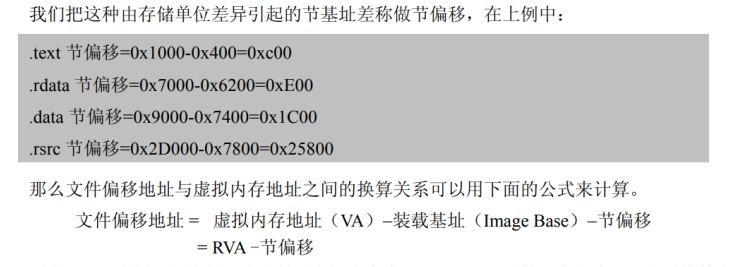 我们把这种由存储单位差异引起的节基址差称做节偏移，在上例中：
.text 节偏移=0x1000-0x400=0xc00
.rdata 节偏移=0x7000-0x6200=0xE00
.data 节偏移=0x9000-0x7400=0x1C00
.rsrc 节偏移=0x2D000-0x7800=0x25800
那么文件偏移地址与虚拟内存地址之间的换算关系可以用下面的公式来计算。
文件偏移地址 = 虚拟内存地址（VA）−装载基址（Image Base）−节偏移
= RVA -节偏移